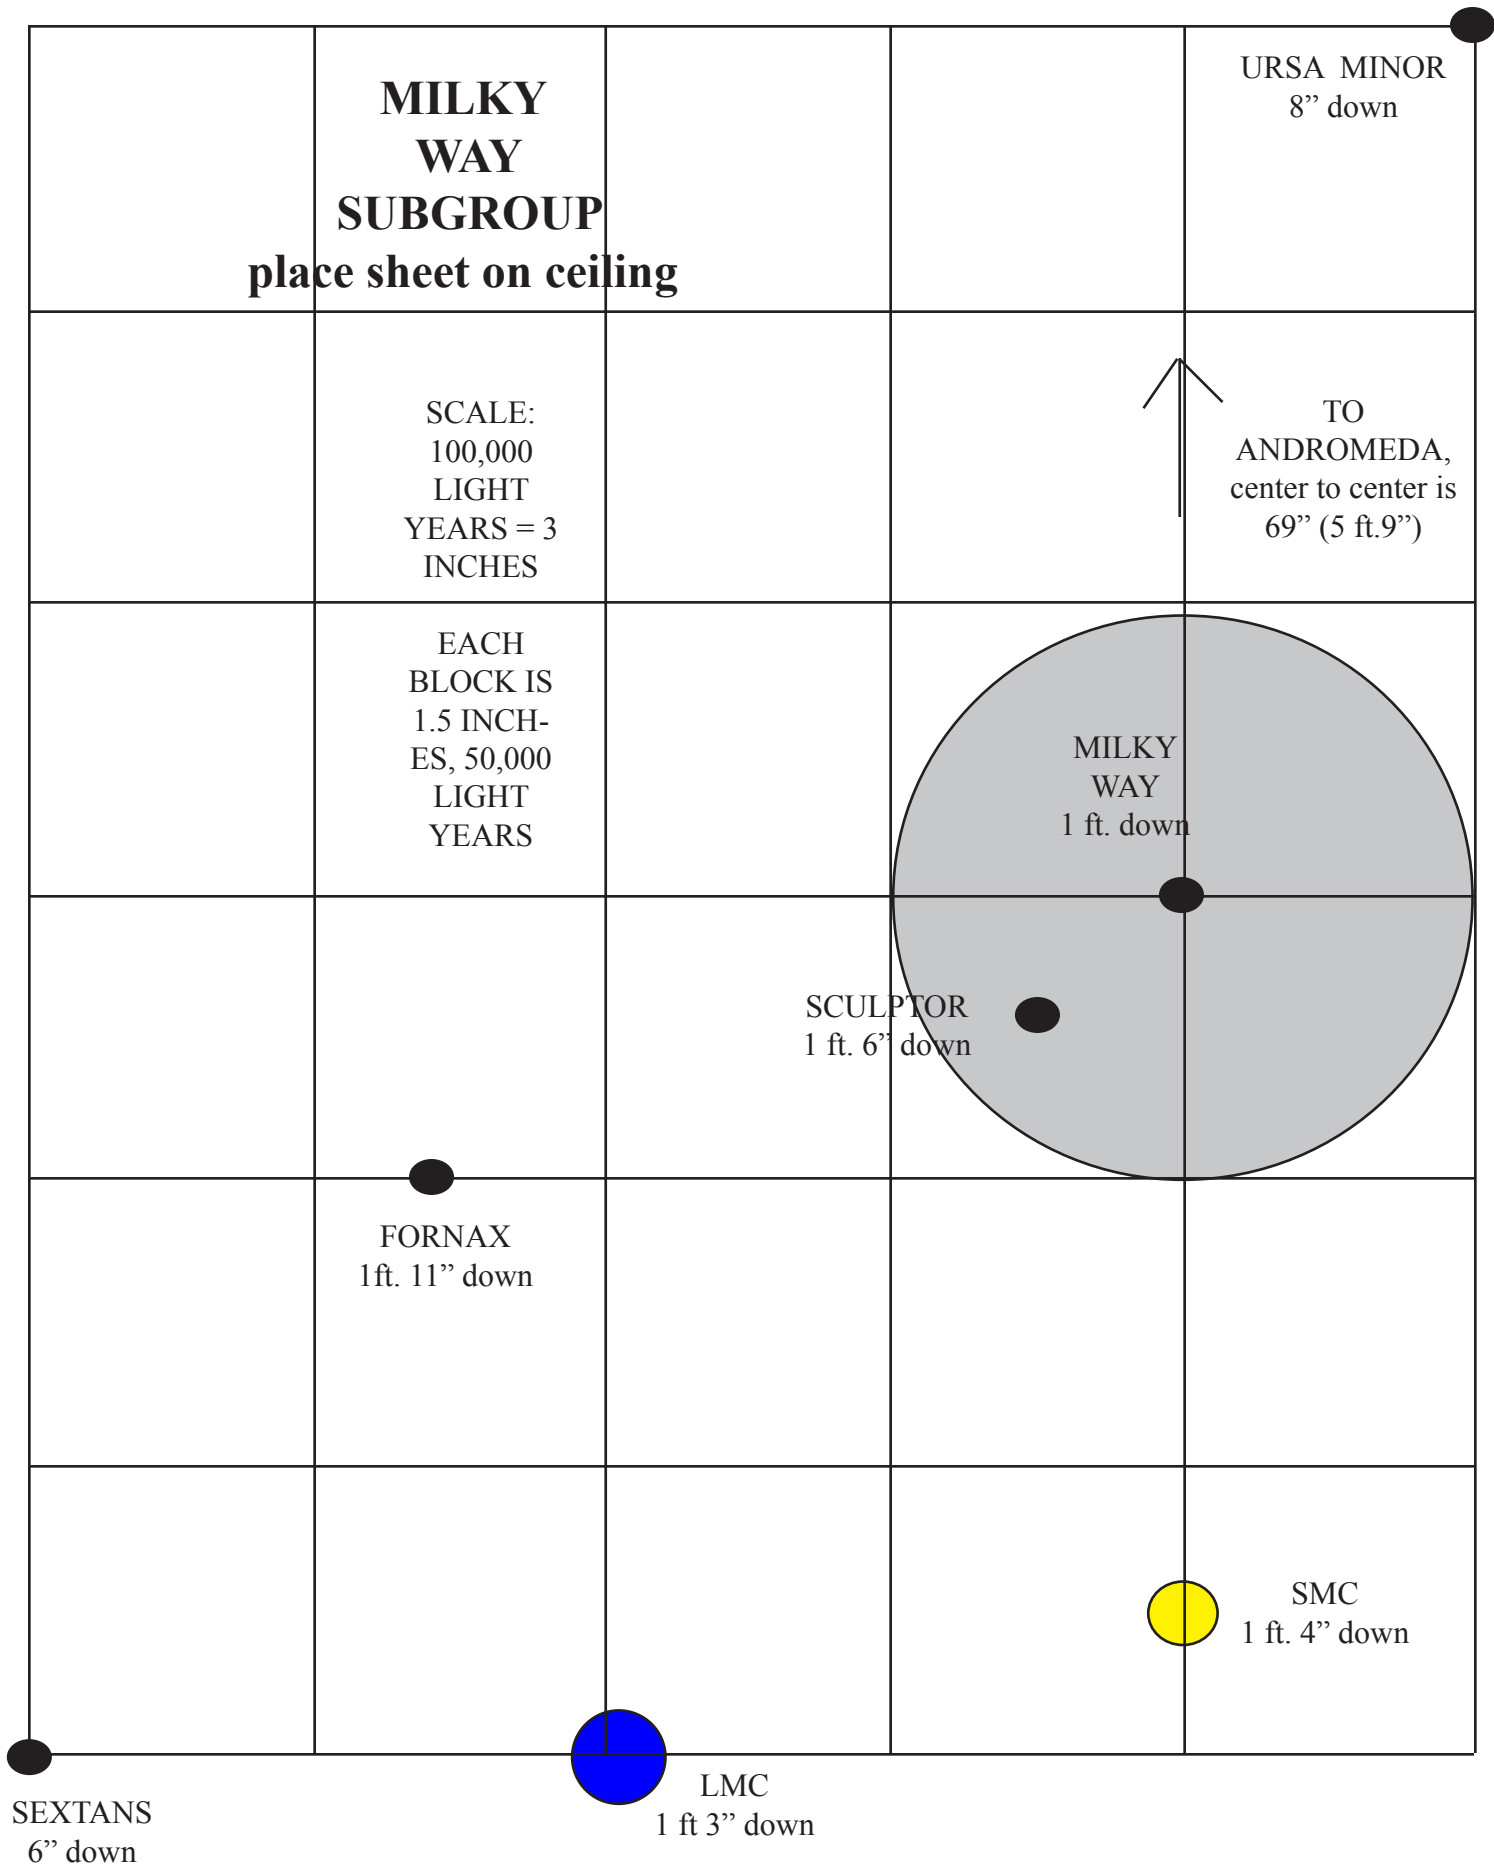 URSA MINOR
8” down
MILKY
WAY
SUBGROUP
place sheet on ceiling
SCALE:
100,000
LIGHT
YEARS = 3
INCHES
TO
ANDROMEDA,
center to center is
69” (5 ft.9”)
EACH
BLOCK IS
1.5 INCH-
ES, 50,000
LIGHT
YEARS
MILKY
WAY
1 ft. down
SCULPTOR
1 ft. 6” down
FORNAX
1ft. 11” down
SMC
1 ft. 4” down
LMC
1 ft 3” down
SEXTANS
6” down